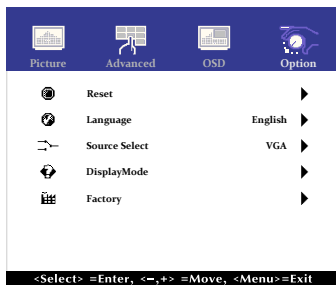 Picture Advanced OSD Option
Reset
Language English
Source Select VGA
DisplayMode
Factory
<Select> =Enter, <−,+> =Move, <Menu>=Exit